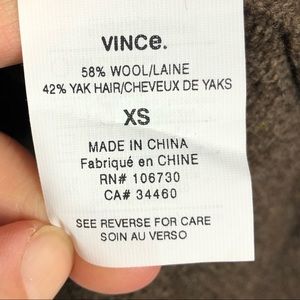 VINCe.
58% WOOL/LAINE
42% YAK HAIR/CHEVEUX DE YAKS
XS
MADE IN CHINA
Fabriqué en CHINE
RN# 106730
CA# 34460
SEE REVERSE FOR CARE
SOIN AU VERSO